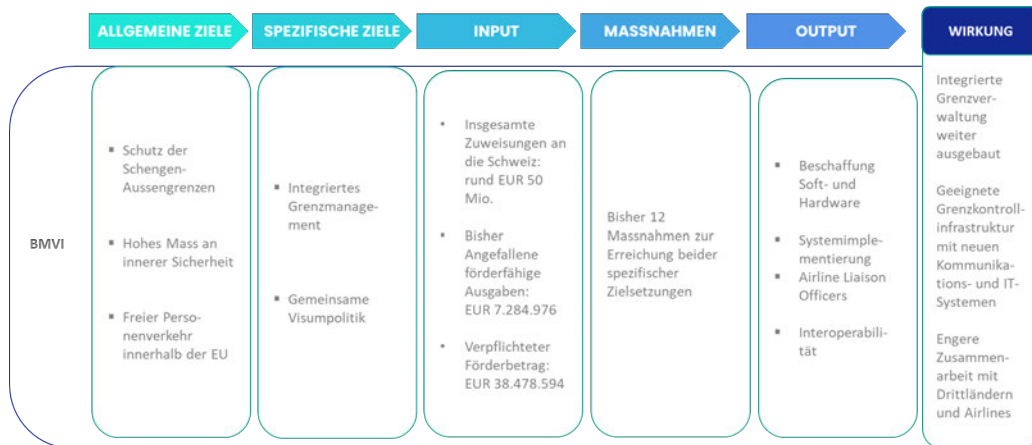 ALLGEMEINE ZIELE
SPEZIFISCHE ZIELE
INPUT
MASSNAHMEN
OUTPUT
WIRKUNG
BMVI
▪ Schutz der
Schengen-
Aussengrenzen
▪ Hohes Mass an
innerer Sicherheit
▪ Freier Perso-
nenverkehr
innerhalb der EU
▪ Integriertes
Grenzmanage-
ment
▪ Gemeinsame
Visumpolitik
• Insgesamte
Zuweisungen an
die Schweiz:
rund EUR 50
Mio.
• Bisher
Angefallene
förderfähige
Ausgaben:
EUR 7.284.976
• Verpflichteter
Förderbetrag:
EUR 38.478.594
Bisher 12
Massnahmen zur
Erreichung beider
spezifischer
Zielsetzungen
▪ Beschaffung
Soft- und
Hardware
▪ Systemimple-
mentierung
▪ Airline Liaison
Officers
▪ Interoperabili-
tät
Integrierte
Grenzver-
waltung
weiter
ausgebaut
Geeignete
Grenzkontroll-
infrastruktur
mit neuen
Kommunika-
tions- und IT-
Systemen
Engere
Zusammen-
arbeit mit
Drittländern
und Airlines